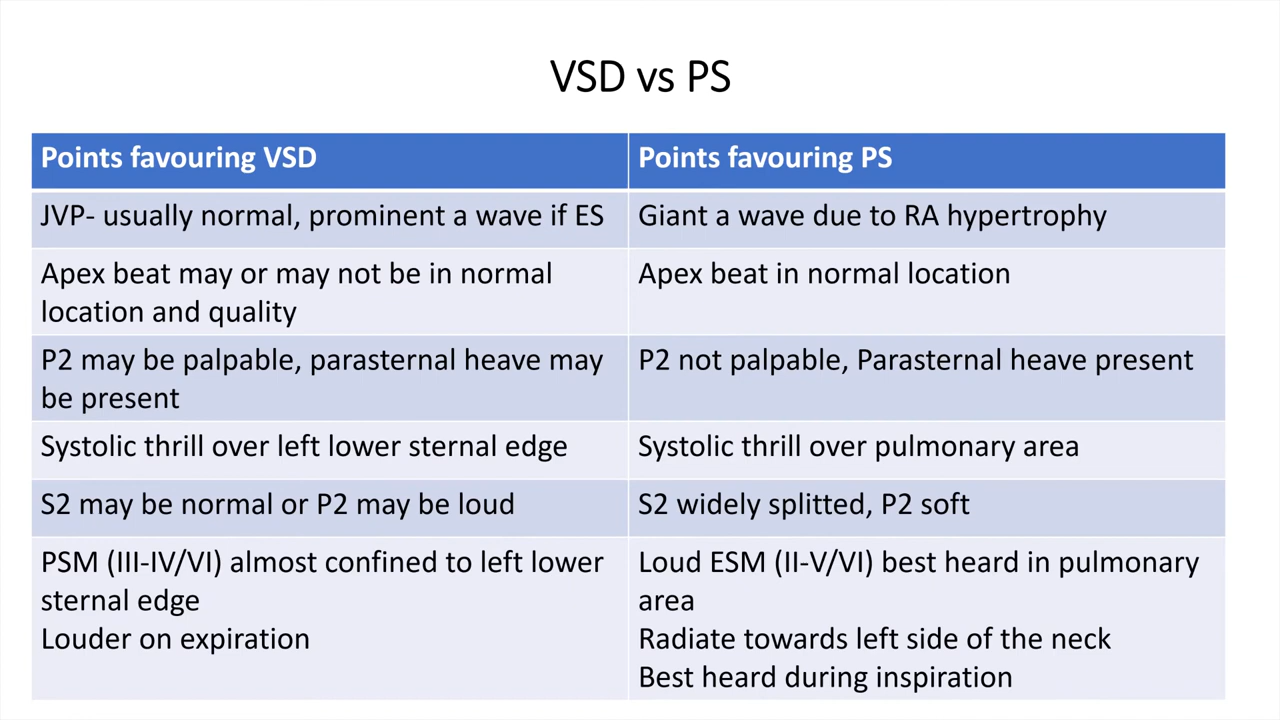 VSD vs PS
Points favouring VSD
Points favouring PS
JVP- usually normal, prominent a wave if ES
Giant a wave due to RA hypertrophy
Apex beat may or may not be in normal
location and quality
Apex beat in normal location
P2 may be palpable, parasternal heave may
be present
P2 not palpable, Parasternal heave present
Systolic thrill over left lower sternal edge
Systolic thrill over pulmonary area
S2 may be normal or P2 may be loud
S2 widely splitted, P2 soft
PSM (III-IV/VI) almost confined to left lower
sternal edge
Louder on expiration
Loud ESM (II-V/VI) best heard in pulmonary
area
Radiate towards left side of the neck
Best heard during inspiration